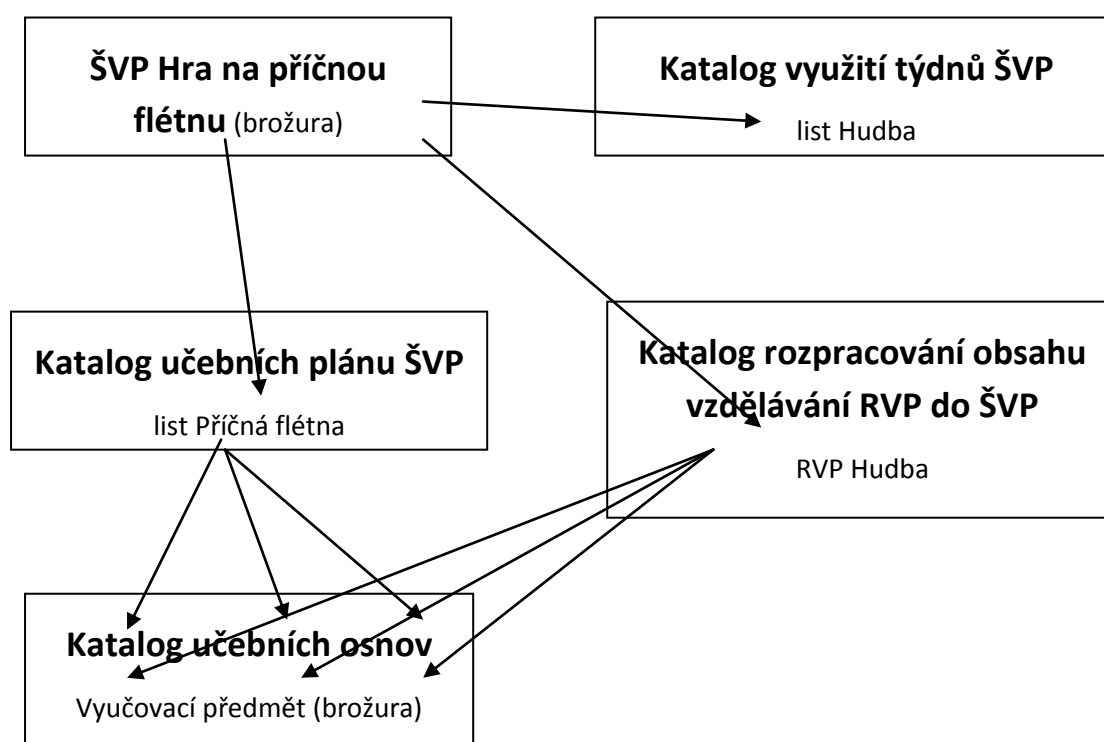 ŠVP Hra na příčnou
flétnu (brožura)
Katalog využití týdnů ŠVP
list Hudba
Katalog učebních plánu ŠVP
list Příčná flétna
Katalog rozpracování obsahu
vzdělávání RVP do ŠVP
RVP Hudba
Katalog učebních osnov
Vyučovací předmět (brožura)